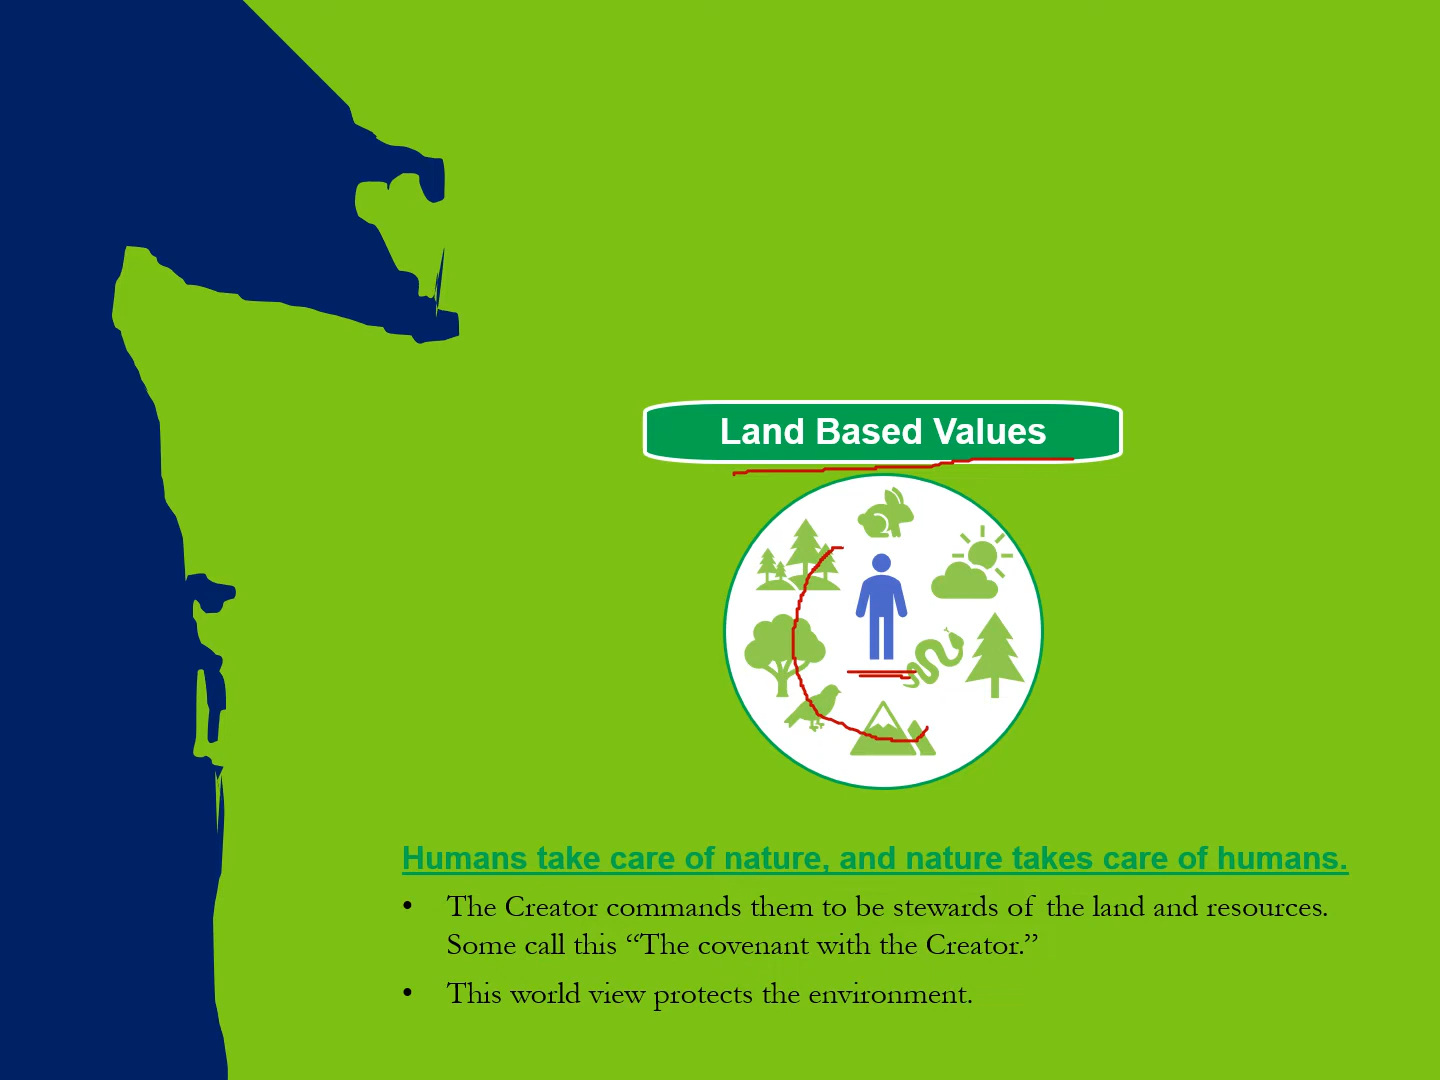 Land Based Values
Humans take care of nature, and nature takes care of humans.
• The Creator commands them to be stewards of the land and resources.
Some call this “The covenant with the Creator.”
• This world view protects the environment.